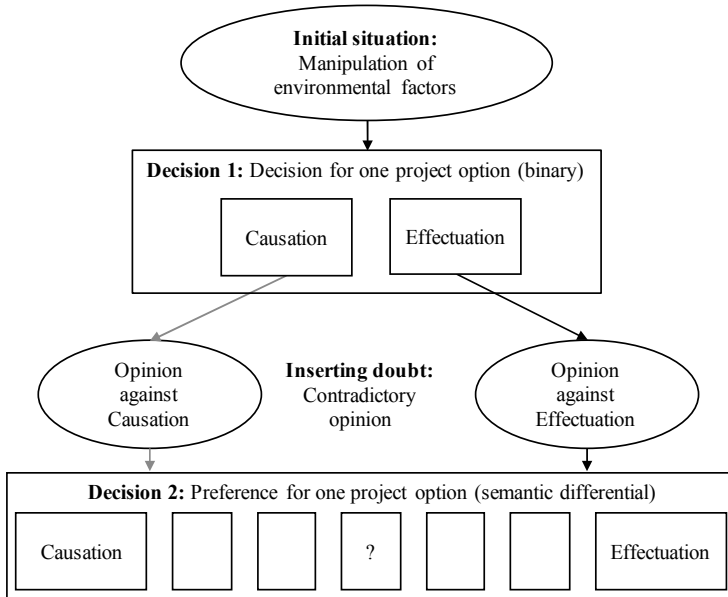 Initial situation:
Manipulation of
environmental factors
Decision 1: Decision for one project option (binary)
Causation
Effectuation
Opinion
against
Causation
Inserting doubt:
Contradictory
opinion
Opinion
against
Effectuation
Decision 2: Preference for one project option (semantic differential)
Causation
?
Effectuation